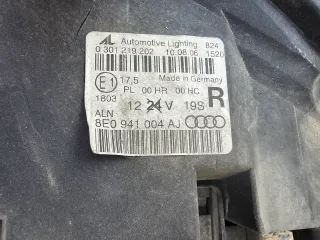 AL Automotive Lighting 824
0 301 219 202 10.08.06 1520
E1 17,5 Made in Germany
PL 00 HR 00 HC R
1803
12 24 V 19S
ALN
8E0 941 004 AJ